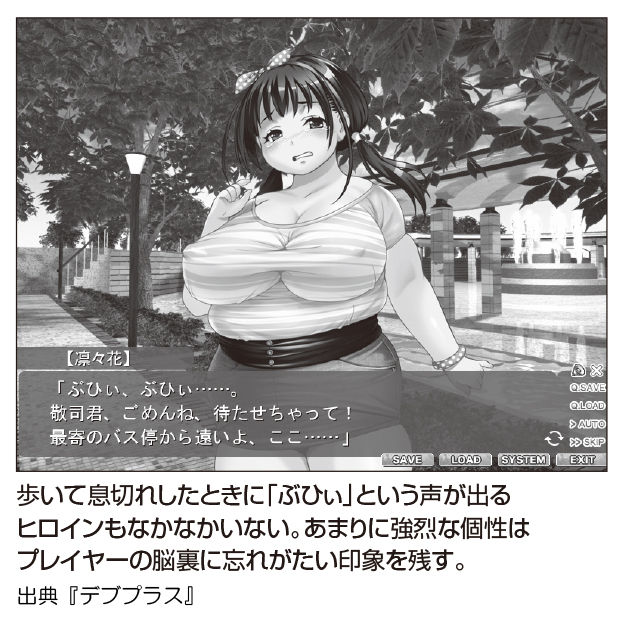 【凛々花】
「ぶひぃ、ぶひぃ……。
敬司君、ごめんね、待たせちゃって！
最寄のバス停から遠いよ、ここ……」
Q.SAVE
Q.LOAD
> AUTO
>> SKIP
SAVE LOAD SYSTEM EXIT
歩いて息切れしたときに「ぶひぃ」という声が出る
ヒロインもなかなかいない。あまりに強烈な個性は
プレイヤーの脳裏に忘れがたい印象を残す。
出典『デブプラス』